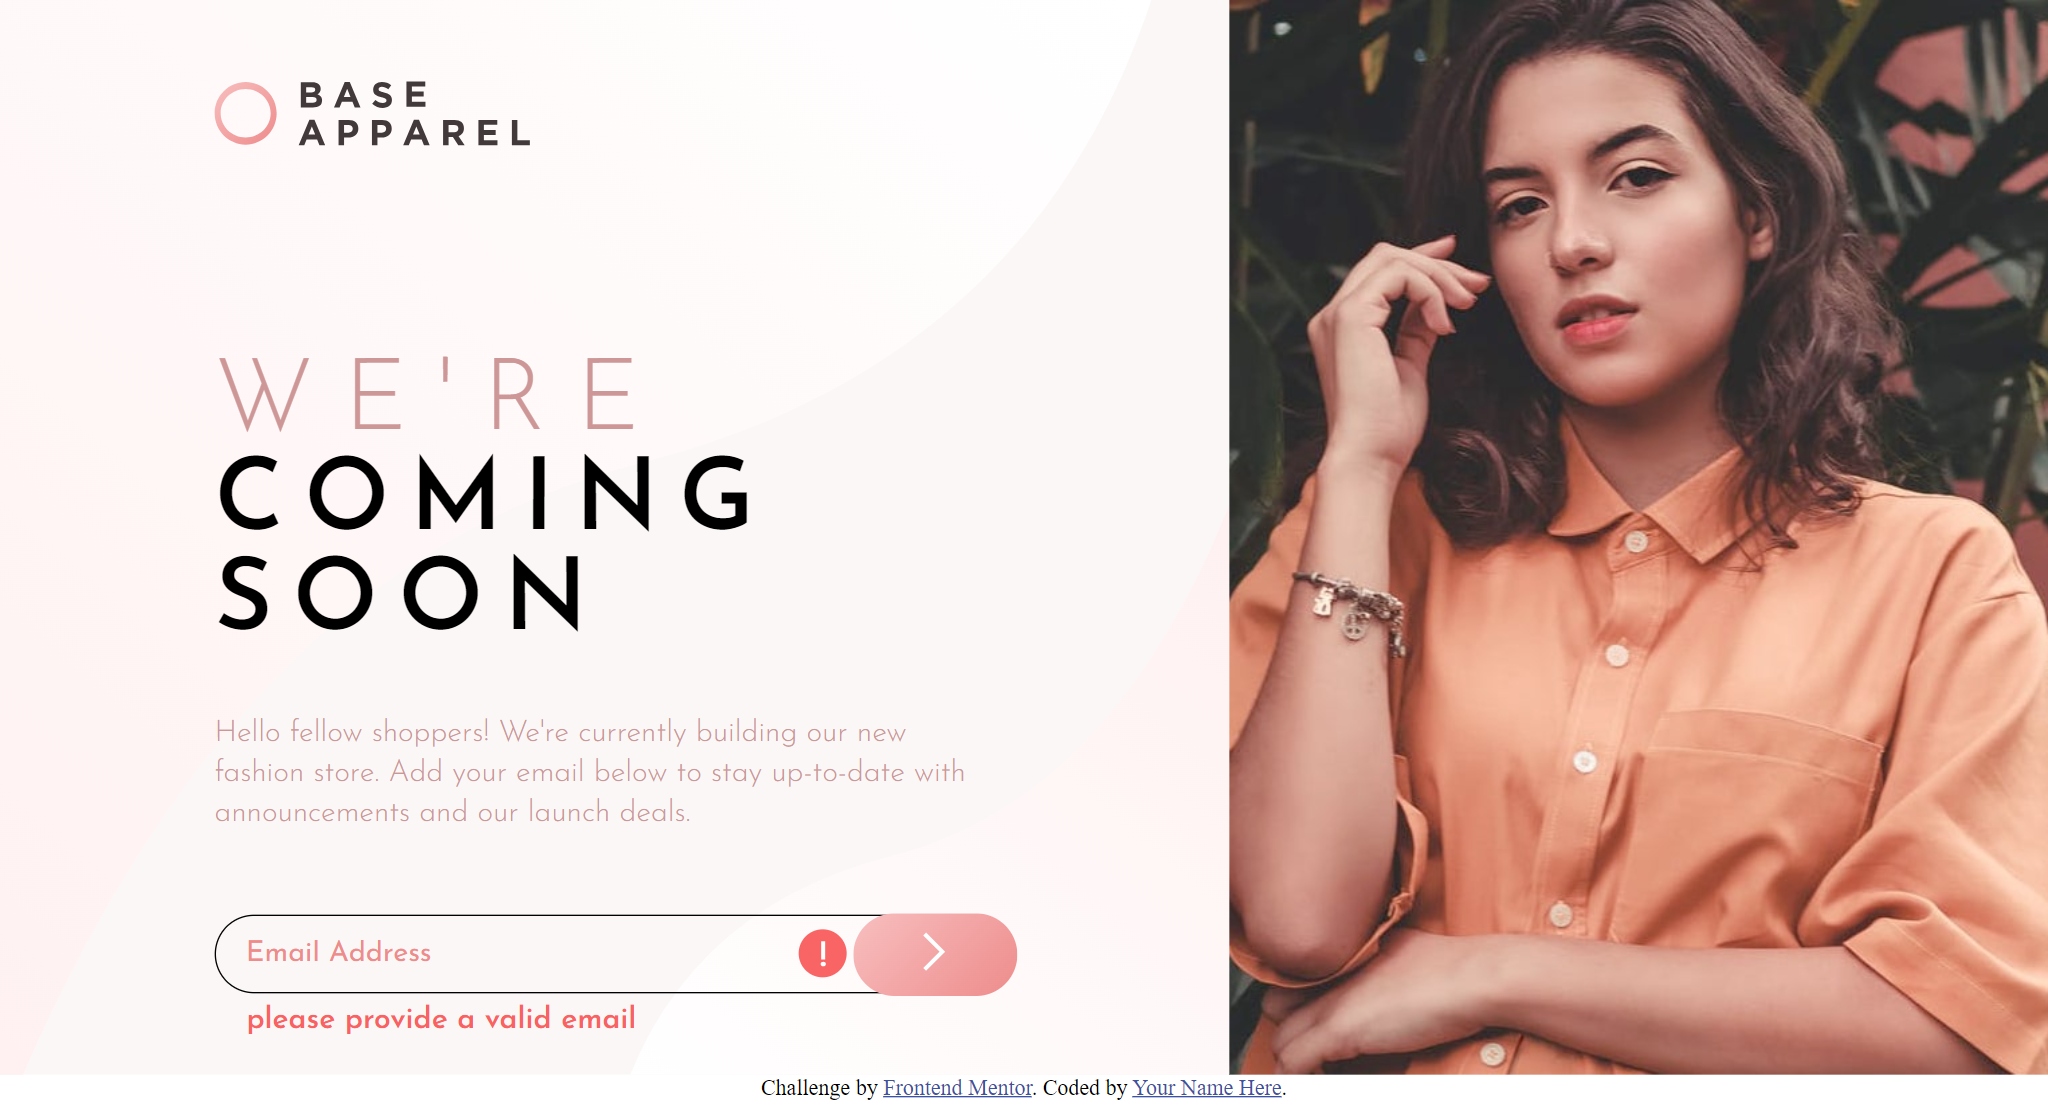 BASE
APPAREL
WE'RE
COMING
SOON
Hello fellow shoppers! We're currently building our new
fashion store. Add your email below to stay up-to-date with
announcements and our launch deals.
Email Address
!
please provide a valid email
Challenge by Frontend Mentor. Coded by Your Name Here.